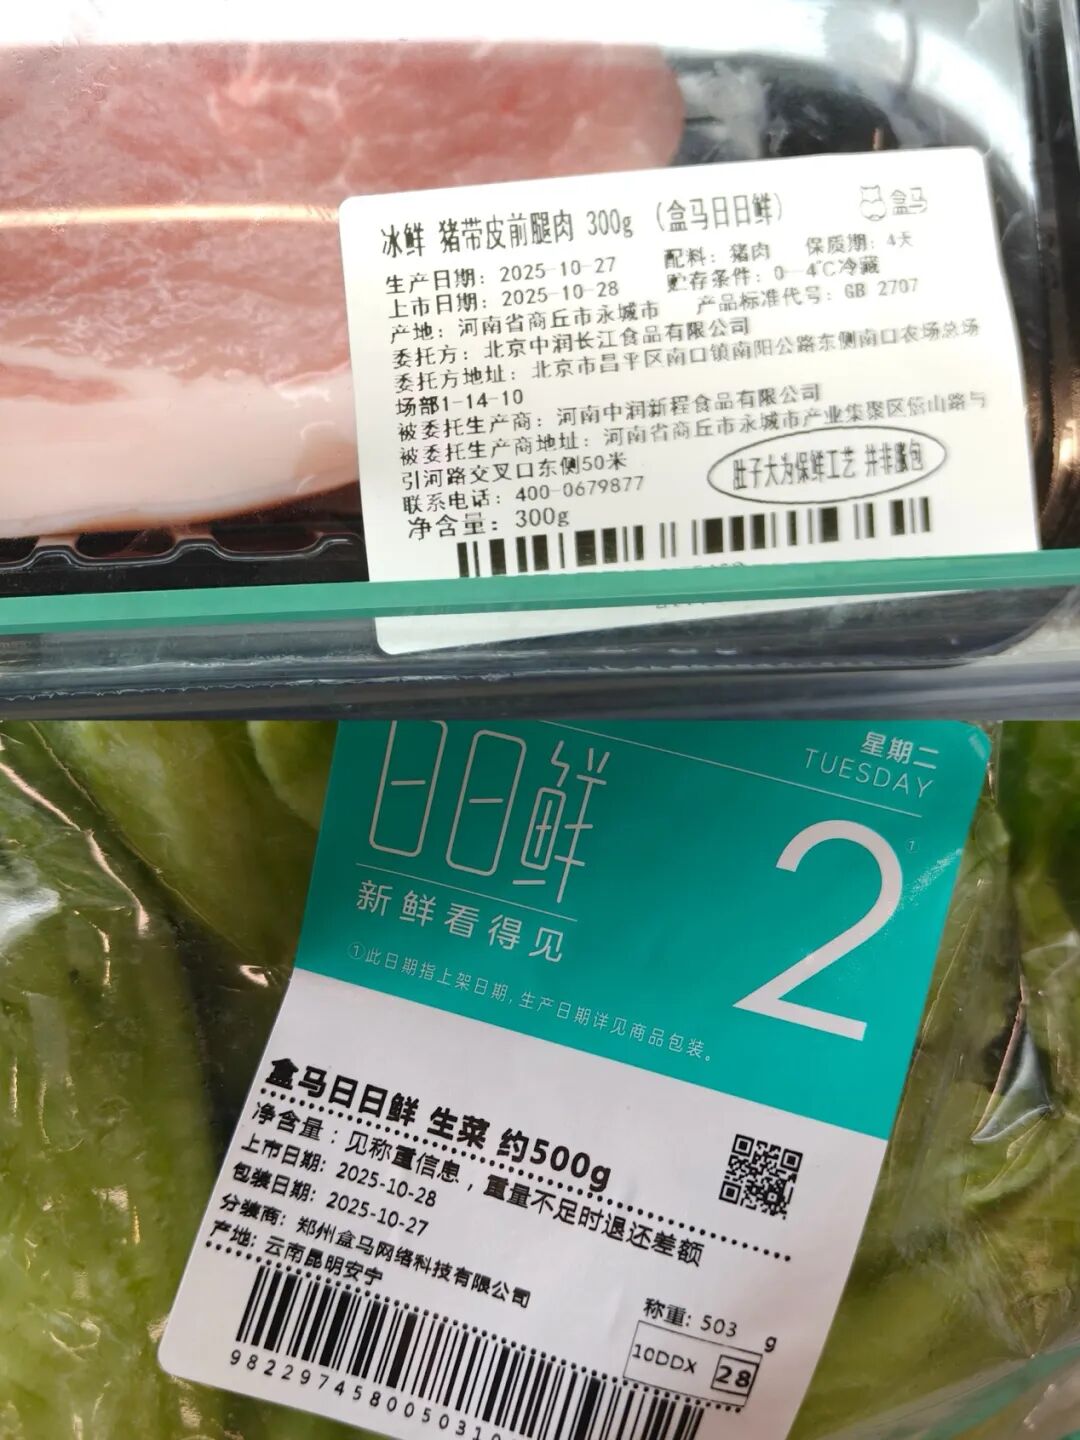 冰鲜 猪带皮前腿肉 300g （盒马日日鲜） 盒马
生产日期：2025-10-27 配料：猪肉 保质期：4天
上市日期：2025-10-28 贮存条件：0-4℃冷藏
产地：河南省商丘市永城市 产品标准代号：GB 2707
委托方：北京中润长江食品有限公司
委托方地址：北京市昌平区南口镇南阳公路东侧南口农场总场
场部1-14-10
被委托生产商：河南中润新程食品有限公司
被委托生产商地址：河南省商丘市永城市产业集聚区偃山路与
引河路交叉口东侧50米
联系电话：400-0679877
净含量：300g
肚子大为保鲜工艺 并非胀包
日日鲜
新鲜看得见
①此日期指上架日期，生产日期详见商品包装。
星期二
TUESDAY
2①
盒马日日鲜 生菜 约500g
净含量：见称重信息，重量不足时退还差额
上市日期：2025-10-28
包装日期：2025-10-27
分装商：郑州盒马网络科技有限公司
产地：云南昆明安宁
称重：503 g
10DDX 28
982297458005031